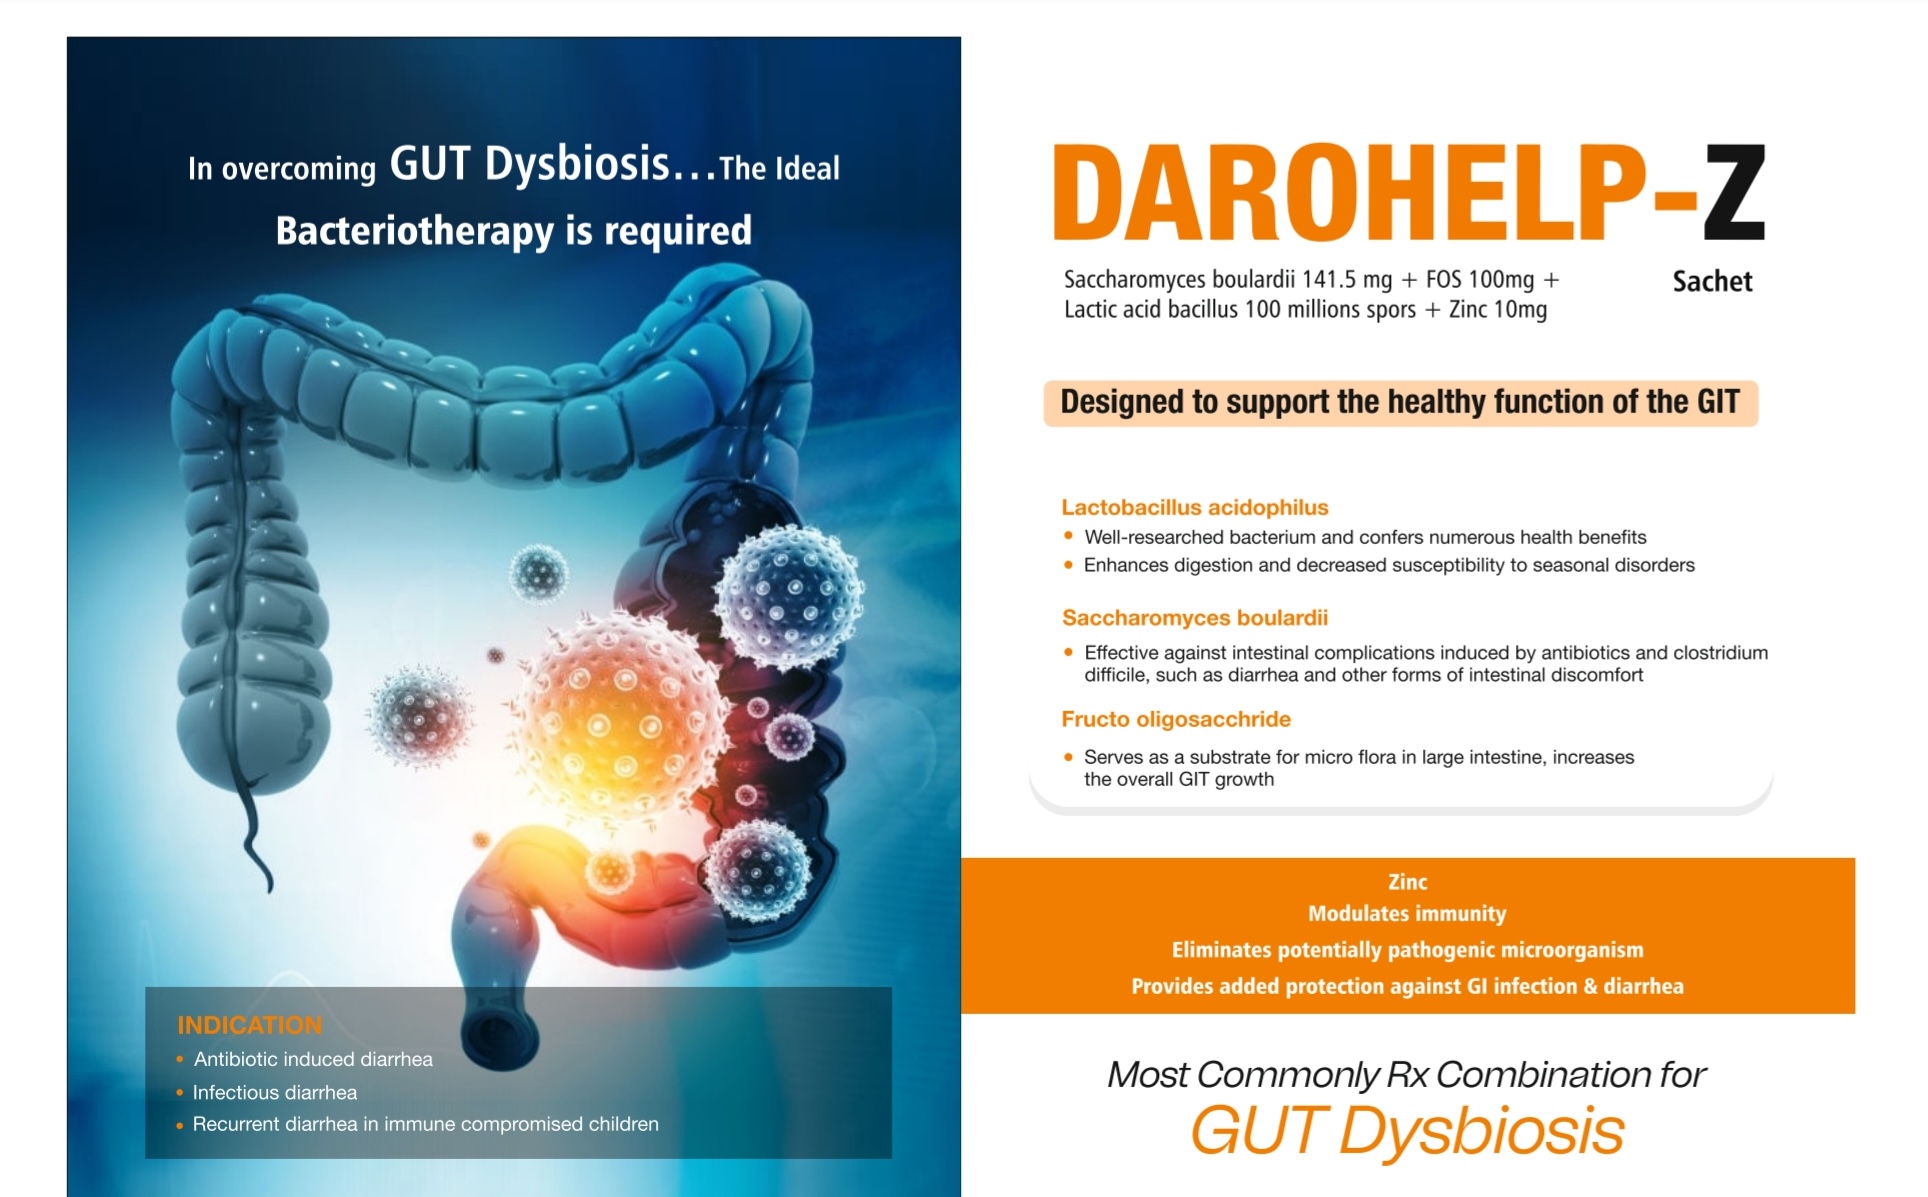 In overcoming GUT Dysbiosis...The Ideal
Bacteriotherapy is required
INDICATION
• Antibiotic induced diarrhea
• Infectious diarrhea
• Recurrent diarrhea in immune compromised children
DAROHELP-Z
Saccharomyces boulardii 141.5 mg + FOS 100mg +
Lactic acid bacillus 100 millions spors + Zinc 10mg
Sachet
Designed to support the healthy function of the GIT
Lactobacillus acidophilus
• Well-researched bacterium and confers numerous health benefits
• Enhances digestion and decreased susceptibility to seasonal disorders
Saccharomyces boulardii
• Effective against intestinal complications induced by antibiotics and clostridium
difficile, such as diarrhea and other forms of intestinal discomfort
Fructo oligosacchride
• Serves as a substrate for micro flora in large intestine, increases
the overall GIT growth
Zinc
Modulates immunity
Eliminates potentially pathogenic microorganism
Provides added protection against GI infection & diarrhea
Most Commonly Rx Combination for
GUT Dysbiosis